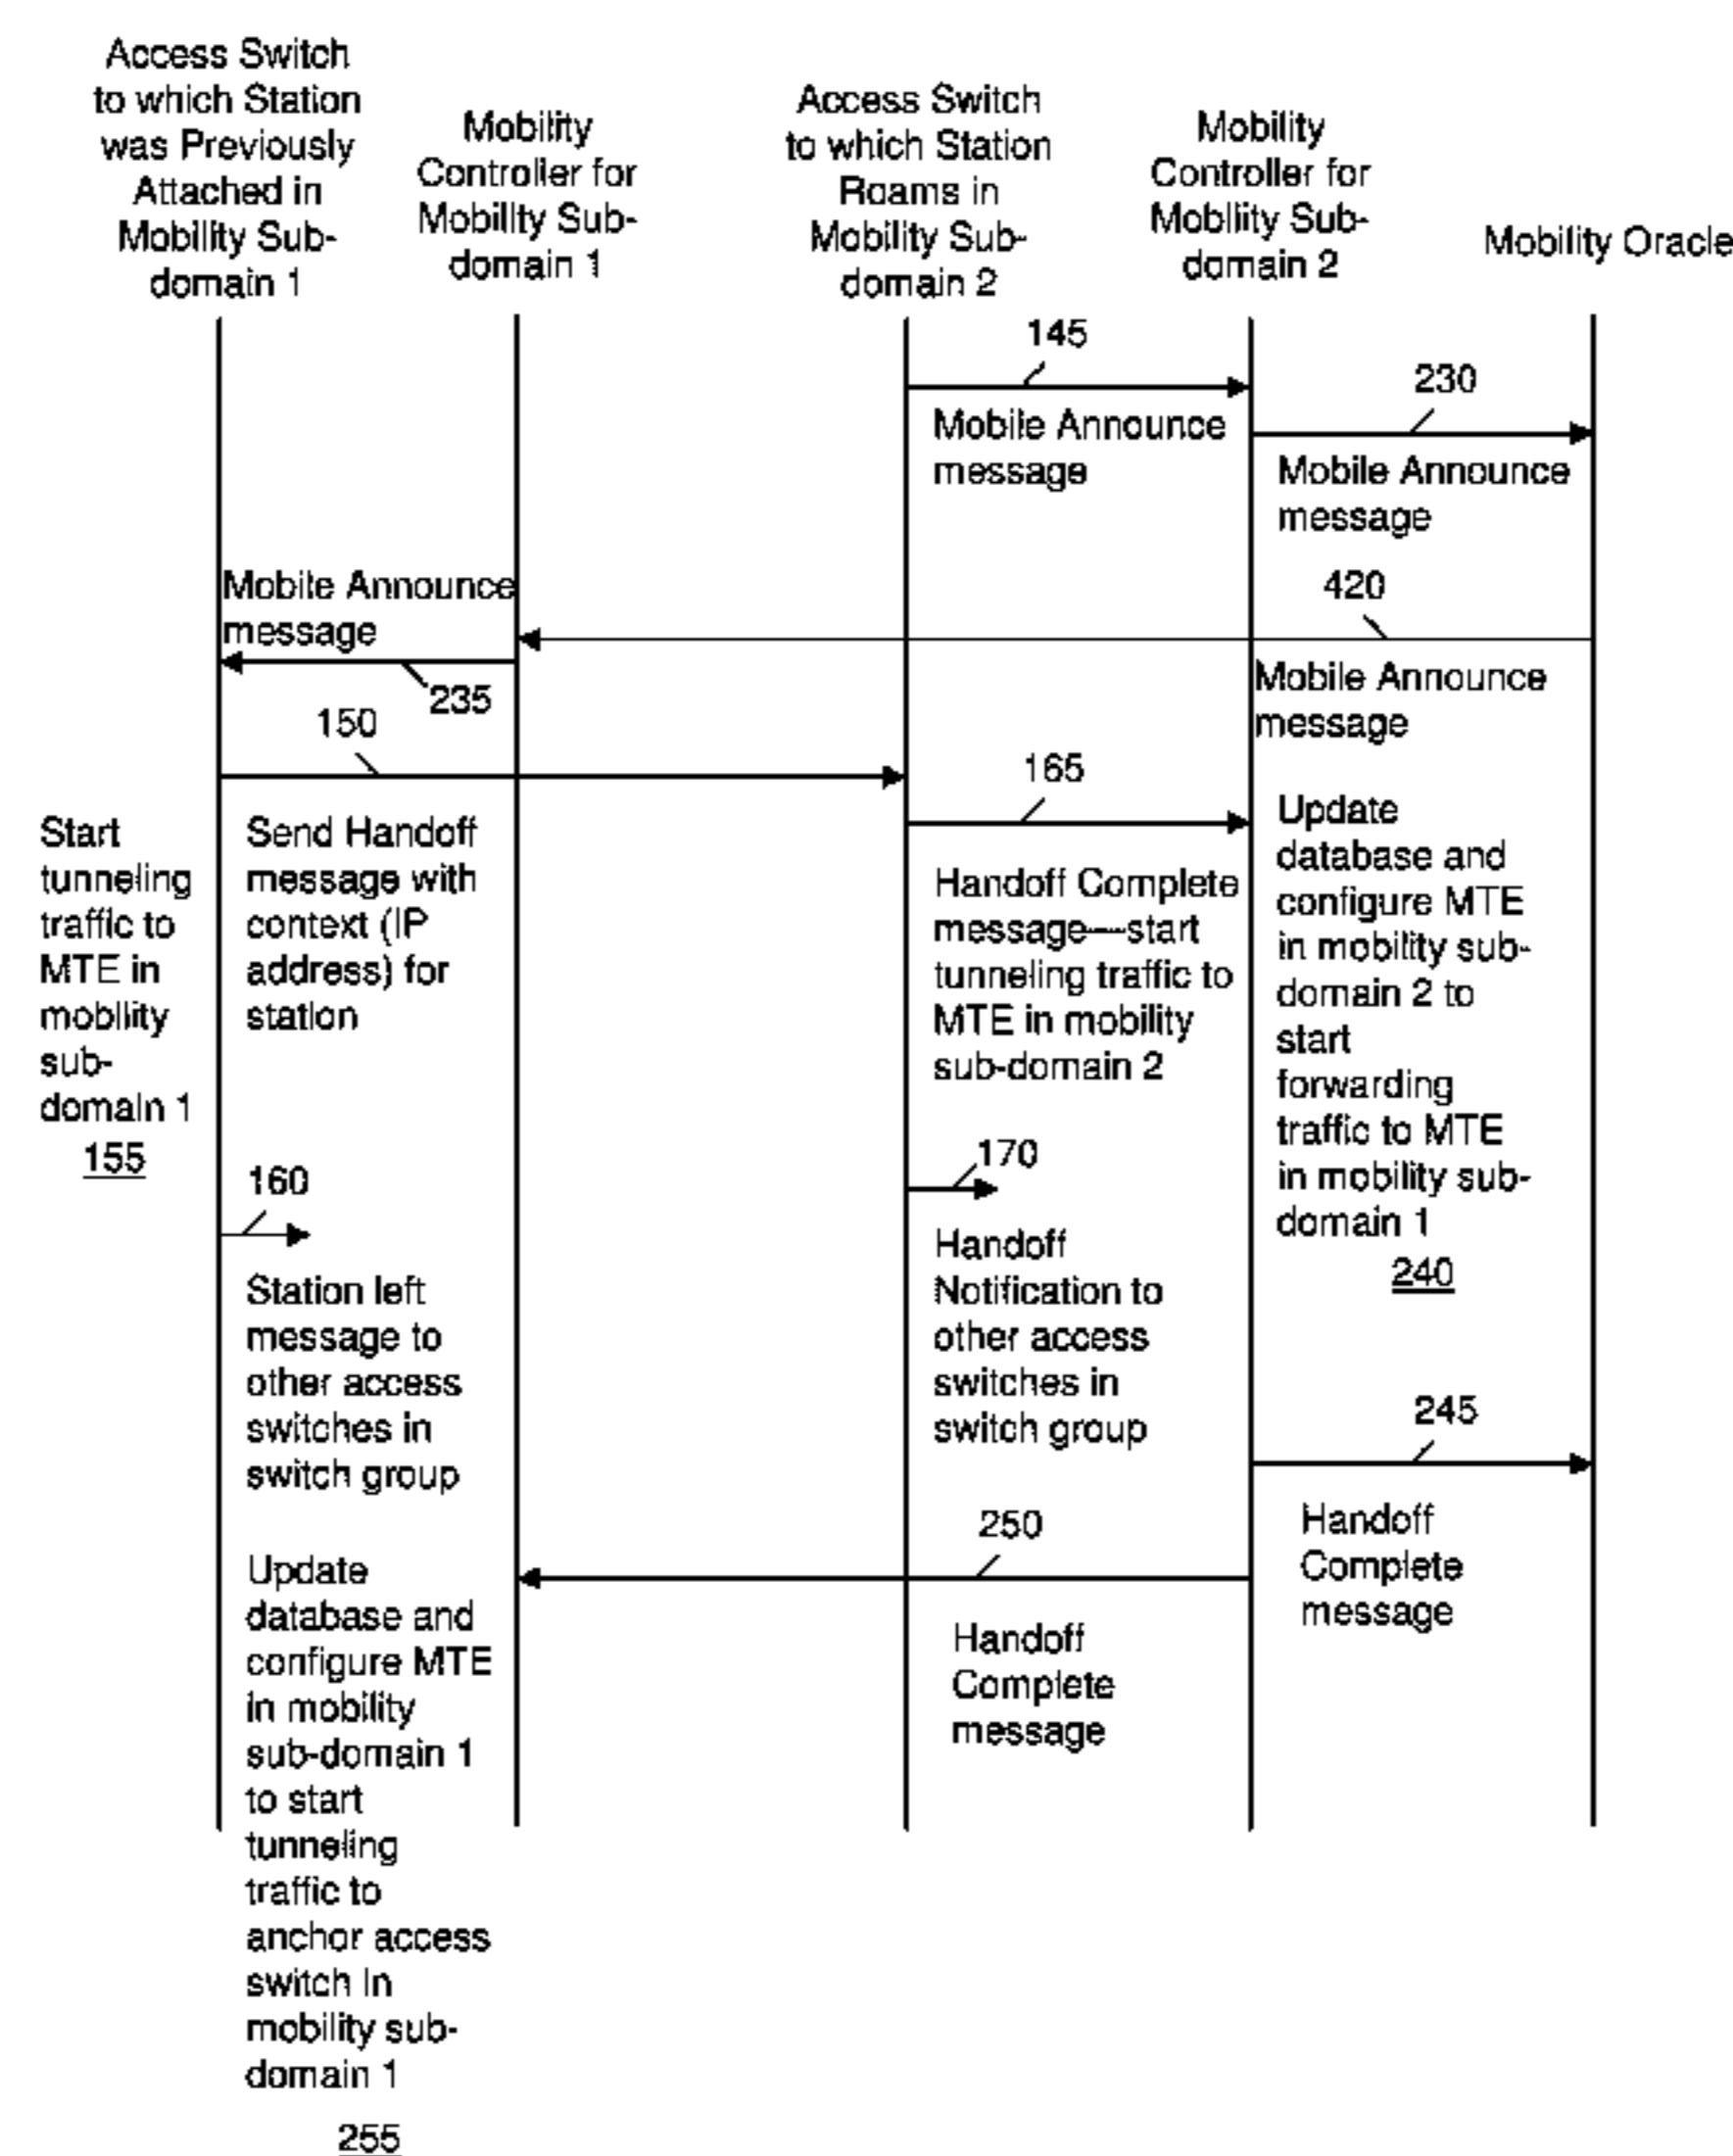 Access Switch
to which Station
was Previously
Attached in
Mobility Sub-
domain 1
Mobility
Controller for
Mobility Sub-
domain 1
Access Switch
to which Station
Roams in
Mobility Sub-
domain 2
Mobility
Controller for
Mobility Sub-
domain 2
Mobility Oracle
145
Mobile Announce
message
230
Mobile Announce
message
420
Mobile Announce
message
Mobile Announce
message
235
150
Send Handoff
message with
context (IP
address) for
station
Start
tunneling
traffic to
MTE in
mobility
sub-
domain 1
155
165
Handoff Complete
message—start
tunneling traffic to
MTE in mobility
sub-domain 2
Update
database and
configure MTE
in mobility sub-
domain 2 to
start
forwarding
traffic to MTE
in mobility sub-
domain 1
240
160
Station left
message to
other access
switches in
switch group
170
Handoff
Notification to
other access
switches in
switch group
245
Handoff
Complete
message
250
Handoff
Complete
message
Update
database and
configure MTE
in mobility
sub-domain 1
to start
tunneling
traffic to
anchor access
switch in
mobility sub-
domain 1
255